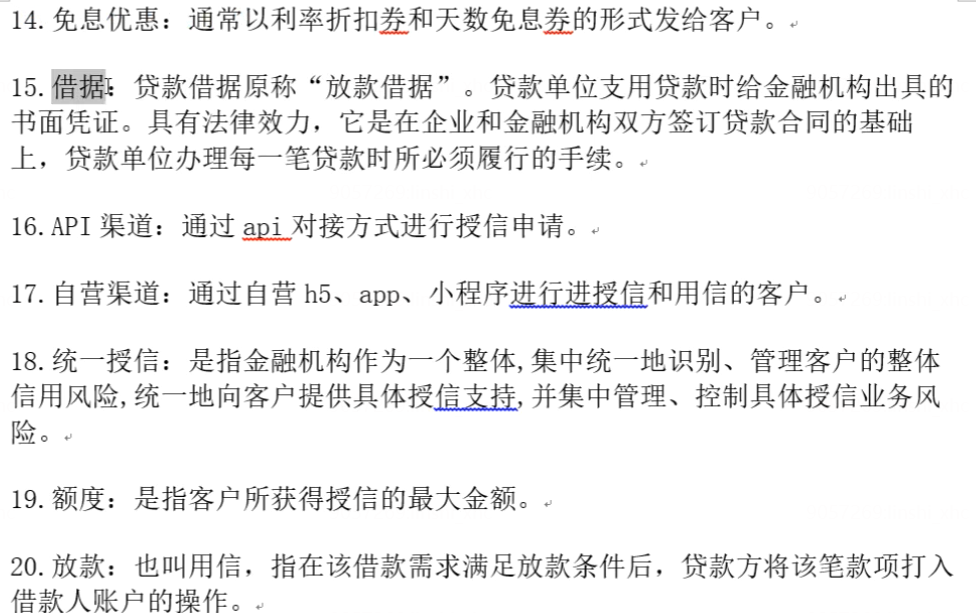 14.免息优惠：通常以利率折扣券和天数免息券的形式发给客户。
15.借据：贷款借据原称“放款借据”。贷款单位支用贷款时给金融机构出具的
书面凭证。具有法律效力，它是在企业和金融机构双方签订贷款合同的基础
上，贷款单位办理每一笔贷款时所必须履行的手续。
16.API 渠道：通过 api 对接方式进行授信申请。
17.自营渠道：通过自营 h5、app、小程序进行进授信和用信的客户。
18.统一授信：是指金融机构作为一个整体,集中统一地识别、管理客户的整体
信用风险,统一地向客户提供具体授信支持,并集中管理、控制具体授信业务风
险。
19.额度：是指客户所获得授信的最大金额。
20.放款：也叫用信，指在该借款需求满足放款条件后，贷款方将该笔款项打入
借款人账户的操作。